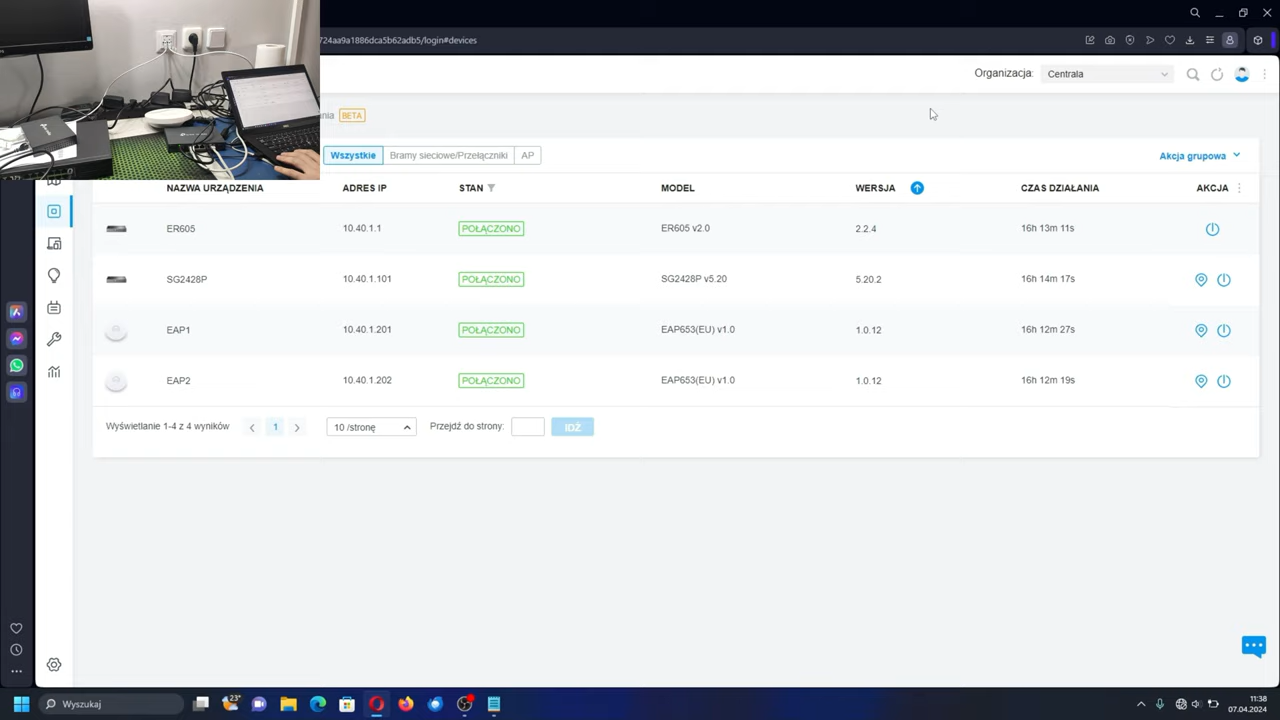 724aa9a1886dca5b62adb5/login#devices
Organizacja: Centrala
nia BETA
Wszystkie Bramy sieciowe/Przełączniki AP
Akcja grupowa
NAZWA URZĄDZENIA ADRES IP STAN MODEL WERSJA CZAS DZIAŁANIA AKCJA
ER605 10.40.1.1 POŁĄCZONO ER605 v2.0 2.2.4 16h 13m 11s
SG2428P 10.40.1.101 POŁĄCZONO SG2428P v5.20 5.20.2 16h 14m 17s
EAP1 10.40.1.201 POŁĄCZONO EAP653(EU) v1.0 1.0.12 16h 12m 27s
EAP2 10.40.1.202 POŁĄCZONO EAP653(EU) v1.0 1.0.12 16h 12m 19s
Wyświetlanie 1-4 z 4 wyników 1 10 /stronę Przejdź do strony: IDŹ
Wyszukaj
23°
11:38
07.04.2024